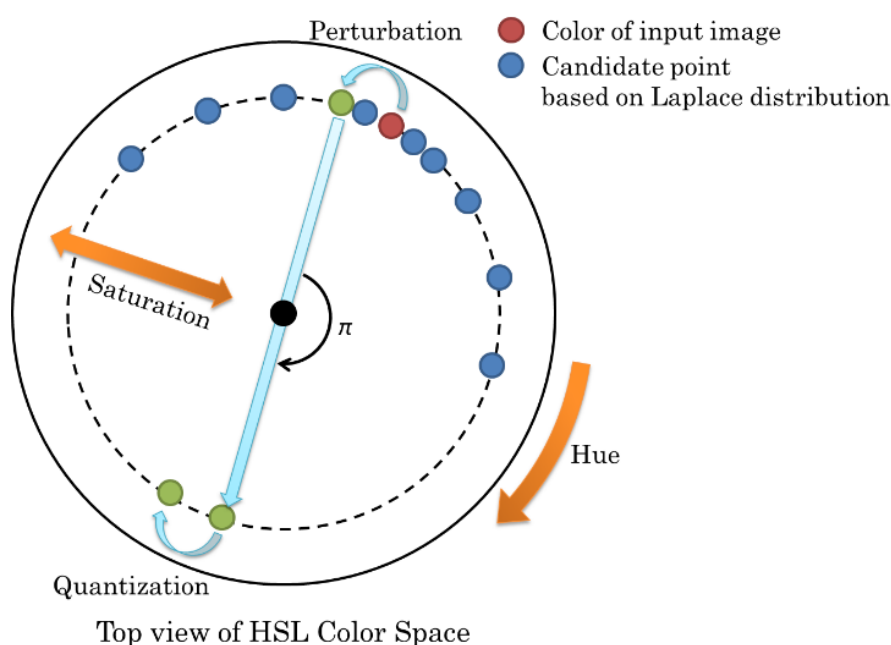 Perturbation
Color of input image
Candidate point
based on Laplace distribution
Saturation
π
Hue
Quantization
Top view of HSL Color Space